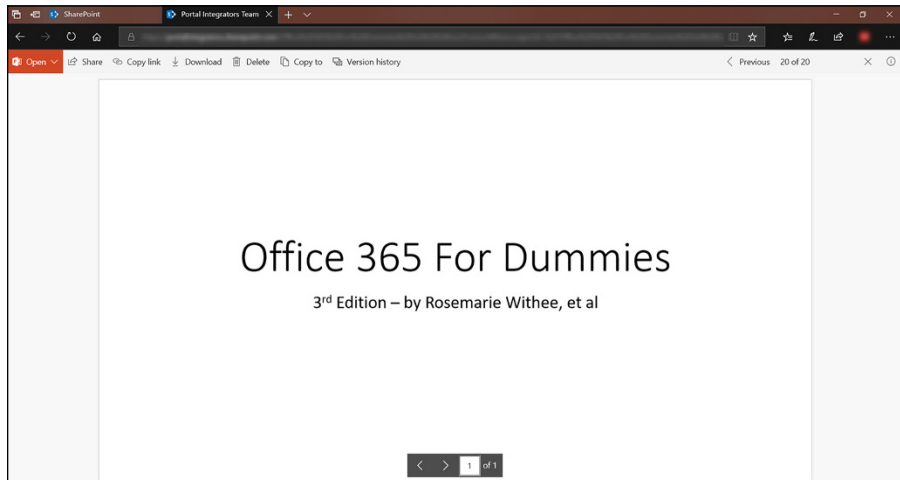 SharePoint
Portal Integrators Team
Open
Share
Copy link
Download
Delete
Copy to
Version history
Previous
20 of 20
Office 365 For Dummies
3rd Edition – by Rosemarie Withee, et al
1 of 1